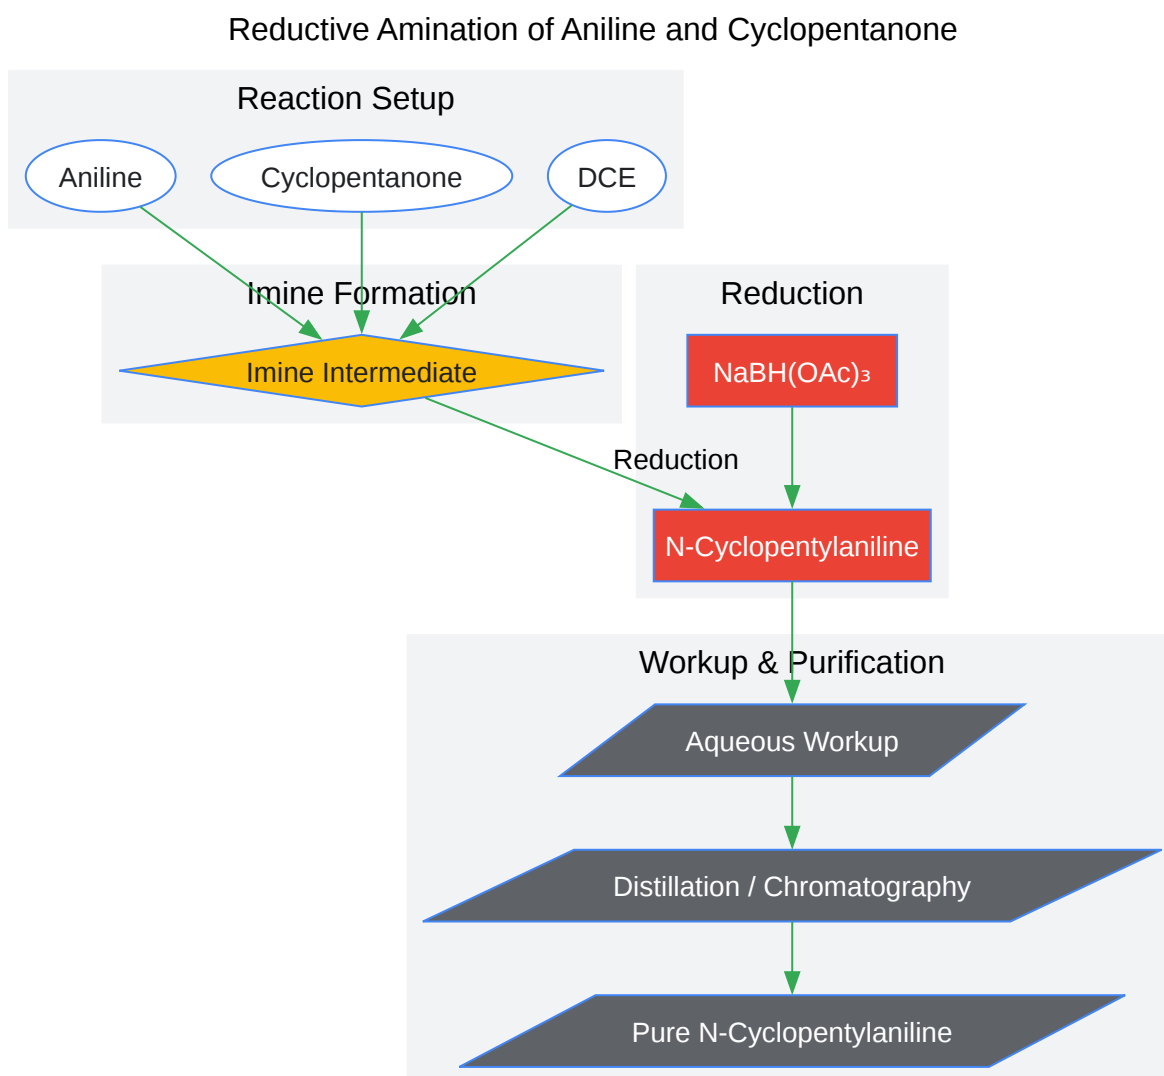 Reductive Amination of Aniline and Cyclopentanone
Reaction Setup
Aniline
Cyclopentanone
DCE
Imine Formation
Reduction
Imine Intermediate
NaBH(OAc)₃
Reduction
N-Cyclopentylaniline
Workup & Purification
Aqueous Workup
Distillation / Chromatography
Pure N-Cyclopentylaniline